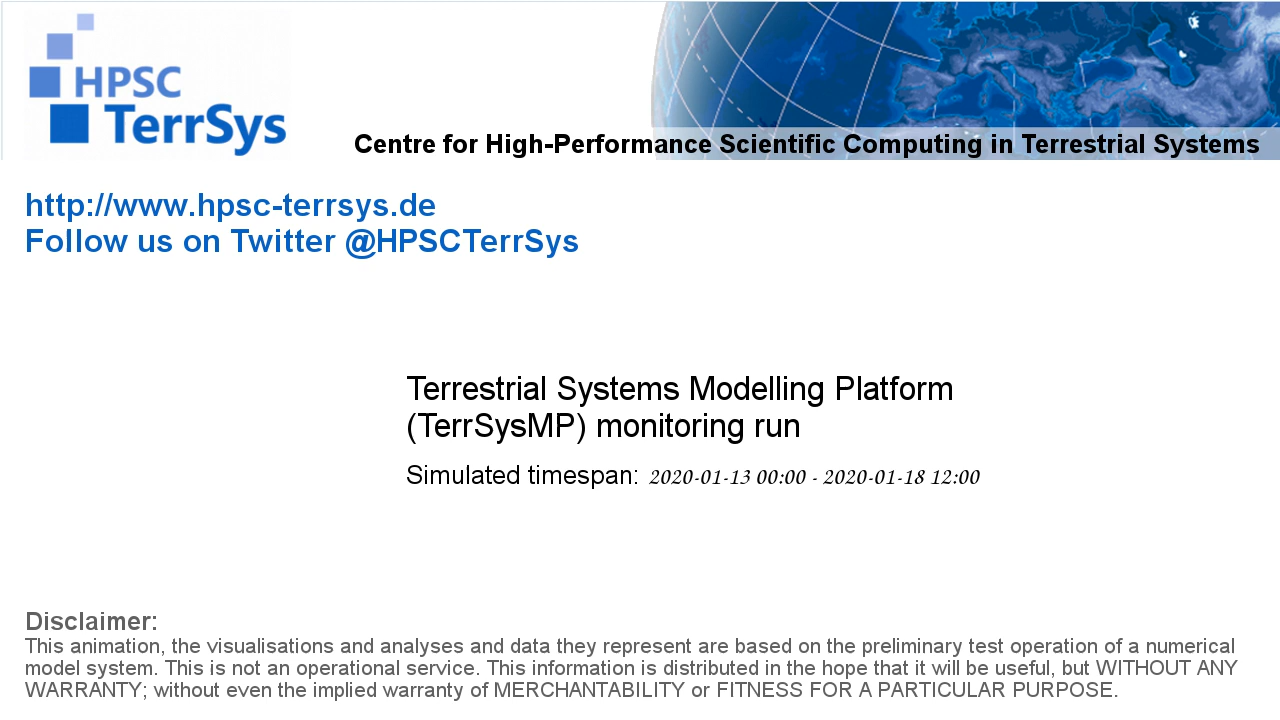 HPSC
TerrSys
Centre for High-Performance Scientific Computing in Terrestrial Systems
http://www.hpsc-terrsys.de
Follow us on Twitter @HPSCTerrSys
Terrestrial Systems Modelling Platform
(TerrSysMP) monitoring run
Simulated timespan: 2020-01-13 00:00 - 2020-01-18 12:00
Disclaimer:
This animation, the visualisations and analyses and data they represent are based on the preliminary test operation of a numerical
model system. This is not an operational service. This information is distributed in the hope that it will be useful, but WITHOUT ANY
WARRANTY; without even the implied warranty of MERCHANTABILITY or FITNESS FOR A PARTICULAR PURPOSE.